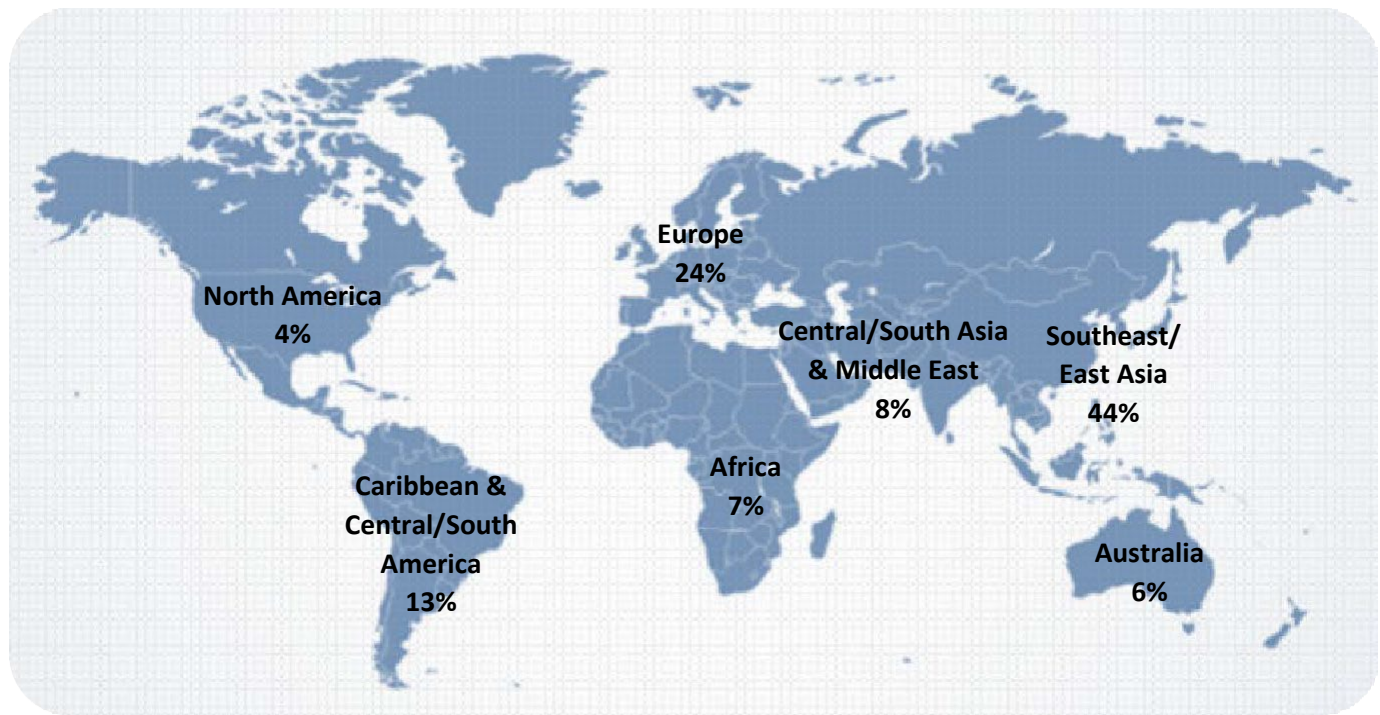 Europe
24%
North America
4%
Central/South Asia
& Middle East
8%
Southeast/
East Asia
44%
Africa
7%
Caribbean &
Central/South
America
13%
Australia
6%